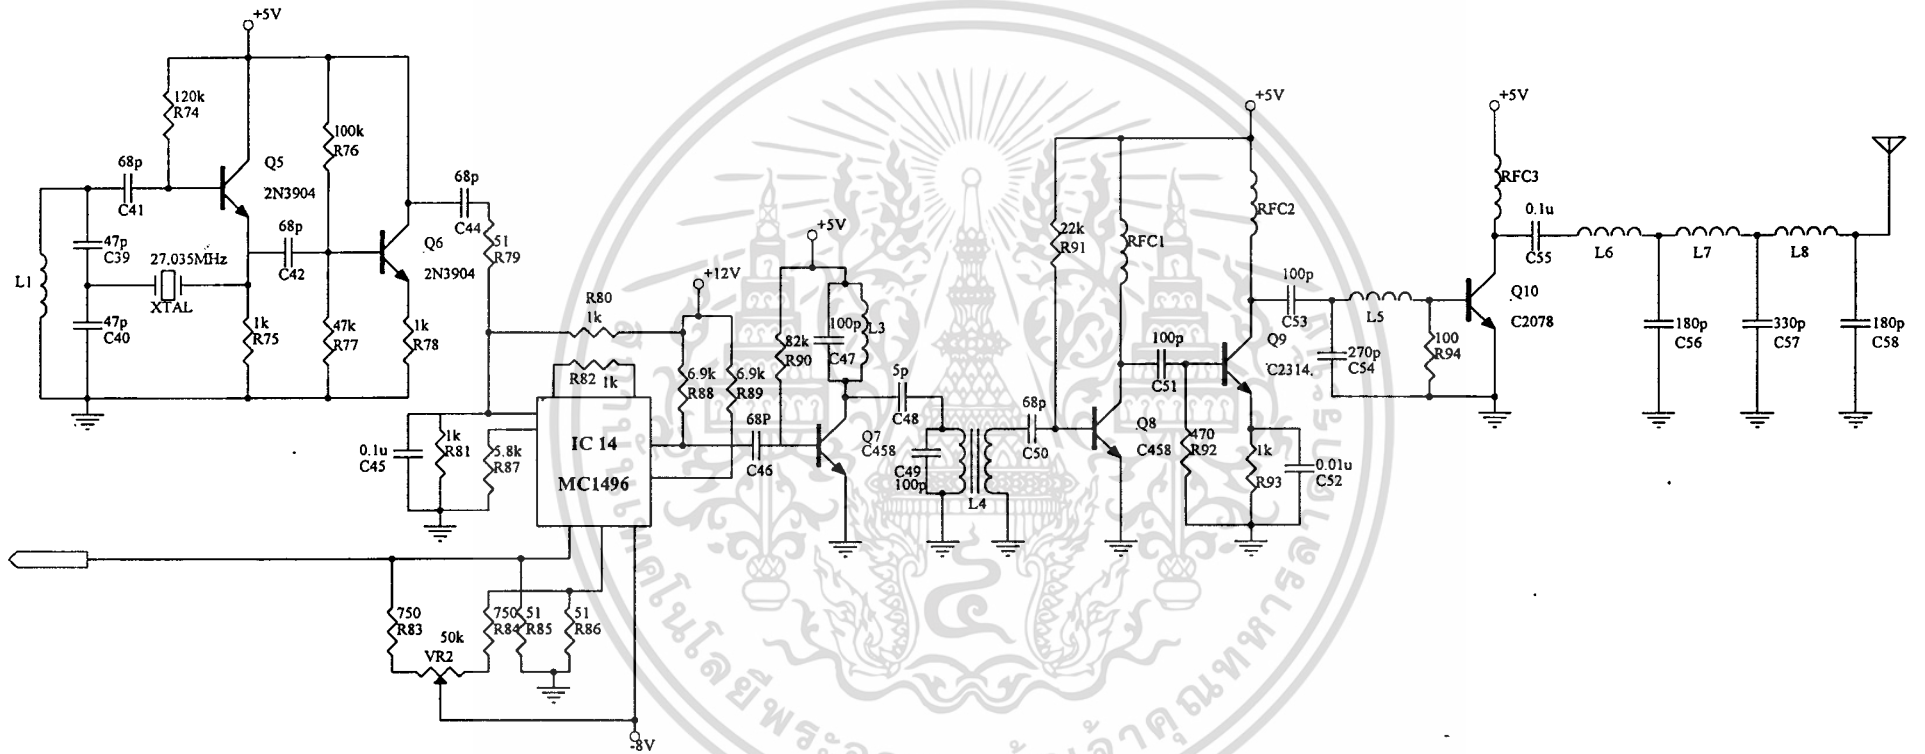 +5V
120k
R74
68p
C41
Q5
2N3904
100k
R76
68p
C42
47p
C39
27.035MHz
XTAL
L1
47p
C40
1k
R75
47k
R77
1k
R78
Q6
2N3904
68p
C44
51
R79
R80
1k
R82
1k
+12V
6.9k
R88
6.9k
R89
0.1u
C45
1k
R81
5.8k
R87
IC 14
MC1496
68P
C46
+5V
82k
R90
100p
C47
L3
5p
C48
Q7
C458
C49
100p
L4
68p
C50
22k
R91
RFC1
+5V
RFC2
Q8
C458
100p
C51
470
R92
Q9
C2314
1k
R93
0.01u
C52
100p
C53
270p
C54
L5
100
R94
+5V
RFC3
Q10
C2078
0.1u
C55
L6
L7
L8
180p
C56
330p
C57
180p
C58
750
R83
50k
VR2
750
R84
51
R85
51
R86
-8V